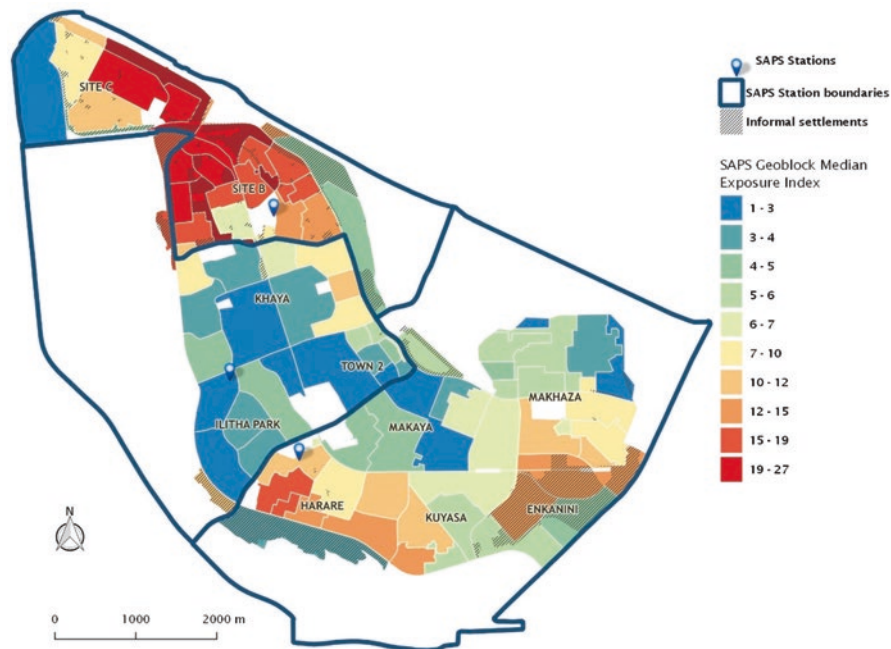 SAPS Stations
SAPS Station boundaries
Informal settlements
SAPS Geoblock Median
Exposure Index
1 - 3
3 - 4
4 - 5
5 - 6
6 - 7
7 - 10
10 - 12
12 - 15
15 - 19
19 - 27
SITE C
SITE B
KHAYA
TOWN 2
ILITHA PARK
MAKAYA
MAKHAZA
HARARE
KUYASA
ENKANINI
N
0 1000 2000 m